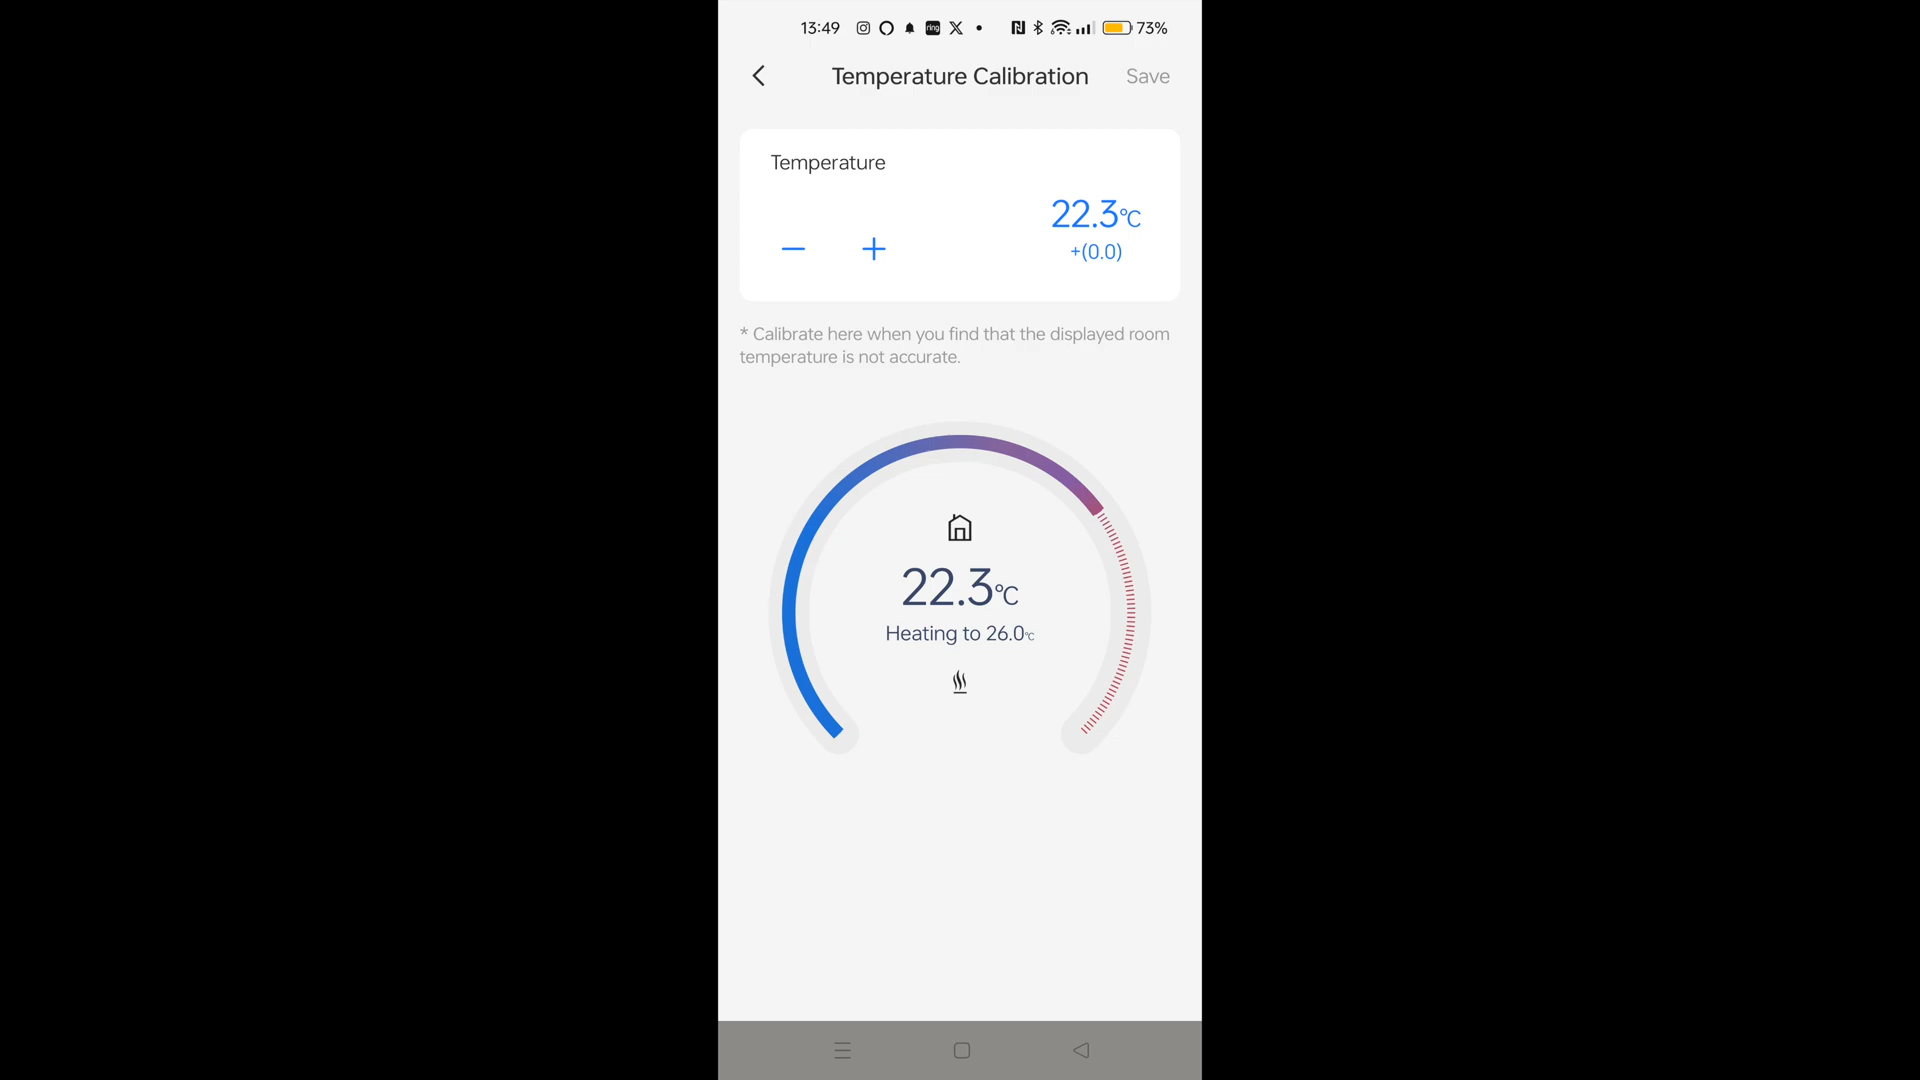 13:49 ring 73%
Temperature Calibration Save
Temperature
22.3°C
+(0.0)
* Calibrate here when you find that the displayed room
temperature is not accurate.
22.3°C
Heating to 26.0°C